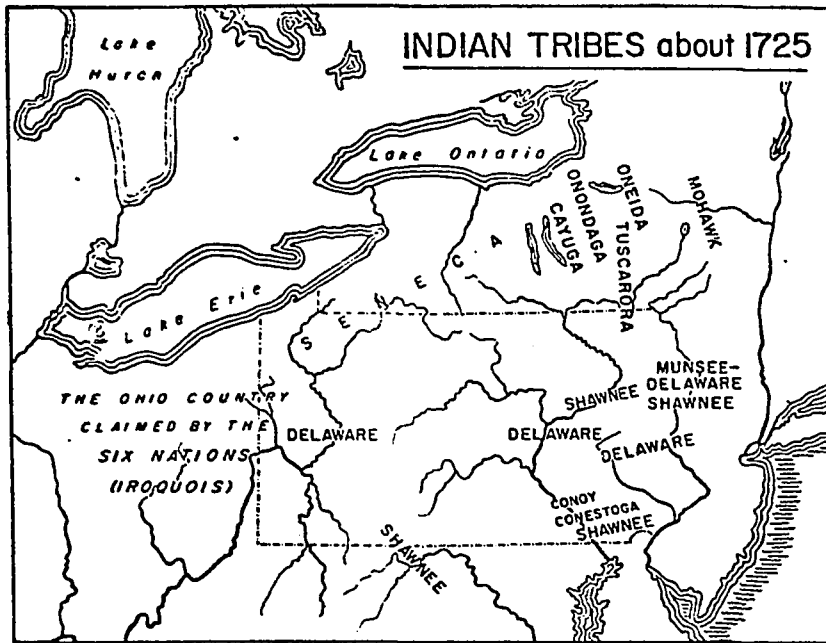 INDIAN TRIBES about 1725
Lake
Huron
Lake Ontario
ONEIDA
ONONDAGA
CAYUGA
TUSCARORA
MOHAWK
SENECA
Lake Erie
THE OHIO COUNTRY
CLAIMED BY THE
SIX NATIONS
(IROQUOIS)
MUNSEE-
DELAWARE
SHAWNEE
SHAWNEE
DELAWARE
DELAWARE
DELAWARE
CONOY
CONESTOGA
SHAWNEE
SHAWNEE